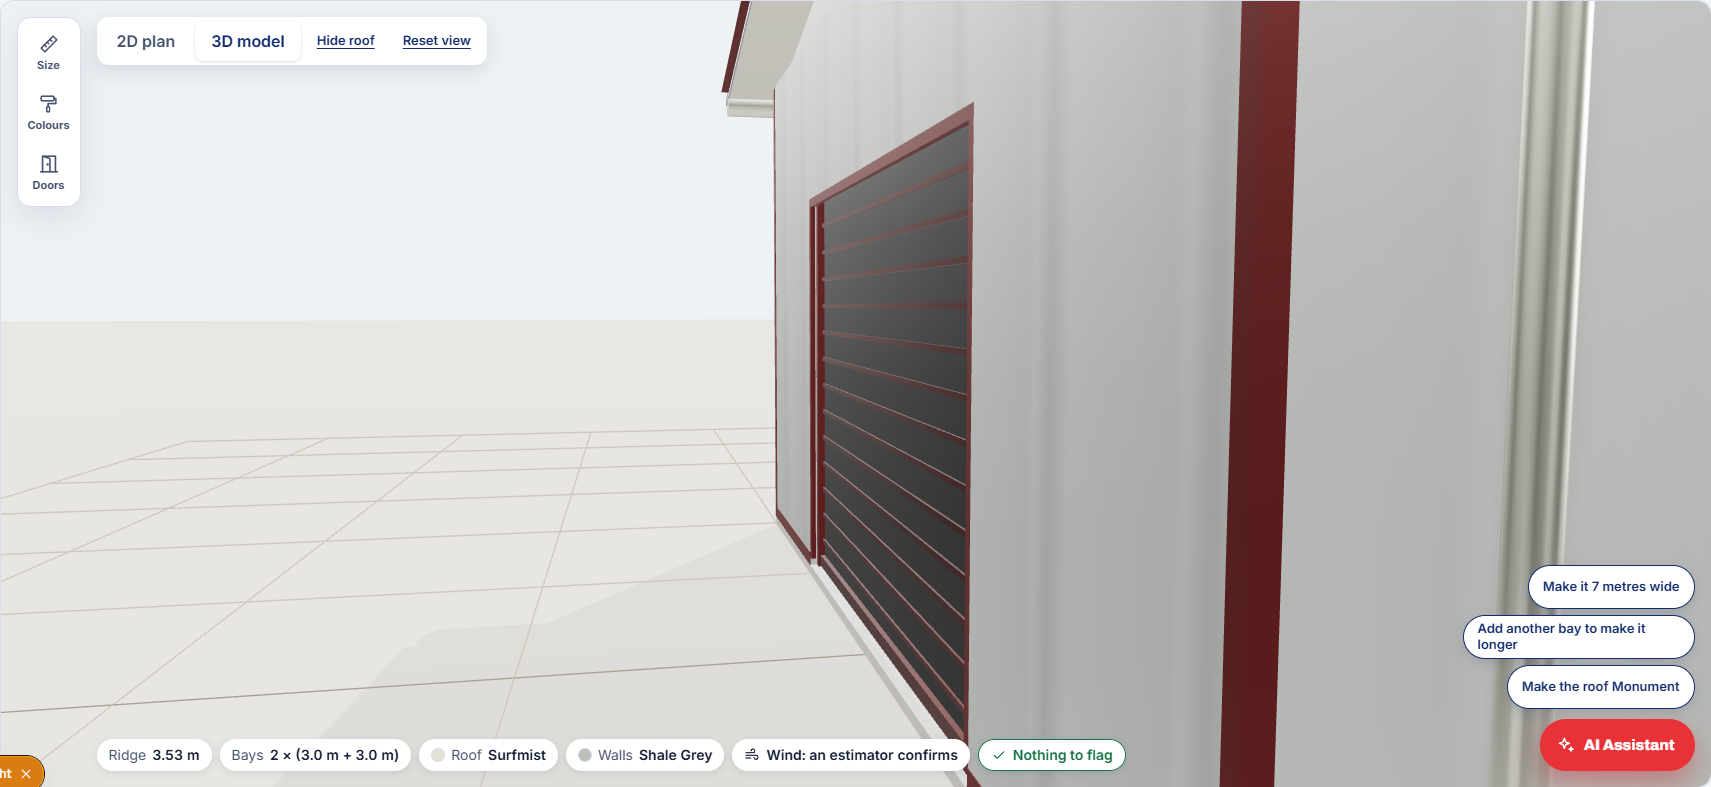 Size
Colours
Doors
2D plan
3D model
Hide roof
Reset view
Make it 7 metres wide
Add another bay to make it
longer
Make the roof Monument
AI Assistant
Ridge 3.53 m
Bays 2 × (3.0 m + 3.0 m)
Roof Surfmist
Walls Shale Grey
Wind: an estimator confirms
Nothing to flag